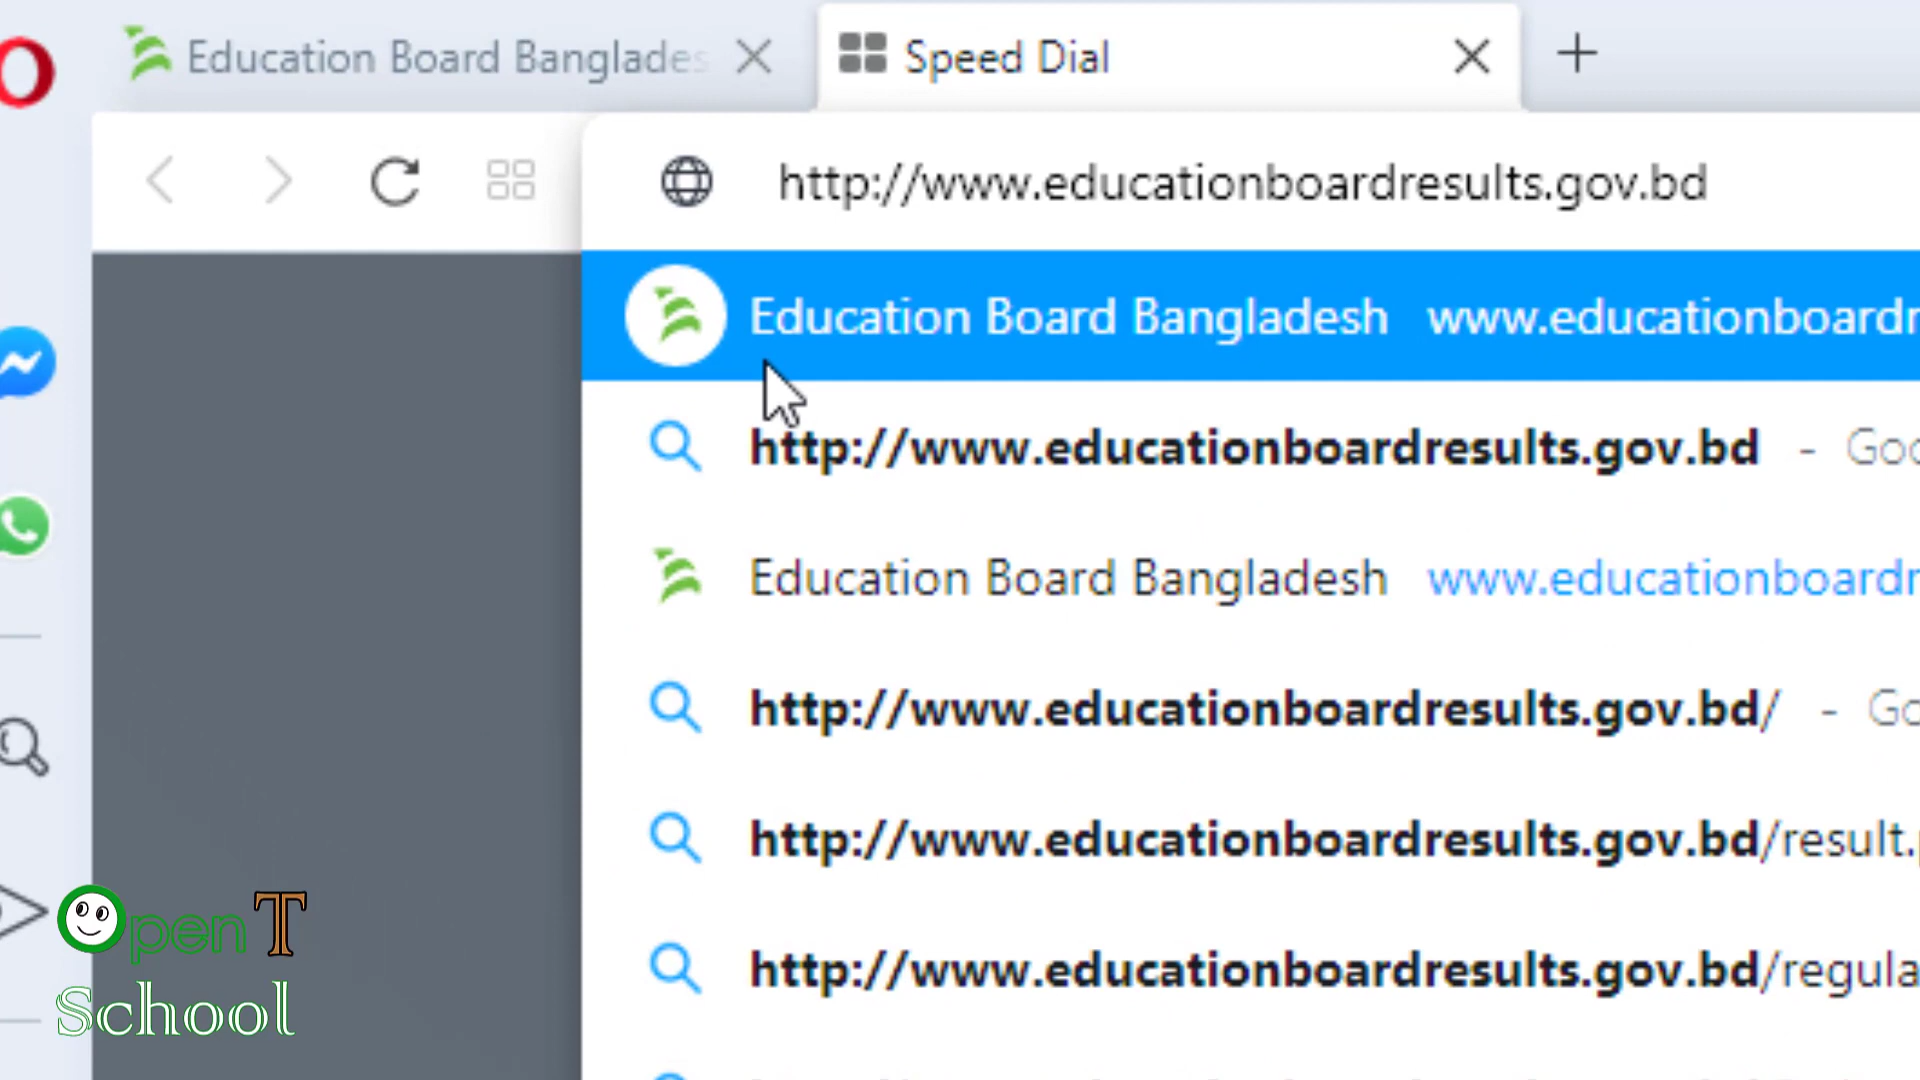 Education Board Banglades
Speed Dial
http://www.educationboardresults.gov.bd
Education Board Bangladesh www.educationboardr
http://www.educationboardresults.gov.bd - Goo
Education Board Bangladesh www.educationboardr
http://www.educationboardresults.gov.bd/ - Go
http://www.educationboardresults.gov.bd/result.
http://www.educationboardresults.gov.bd/regula
Open T
School